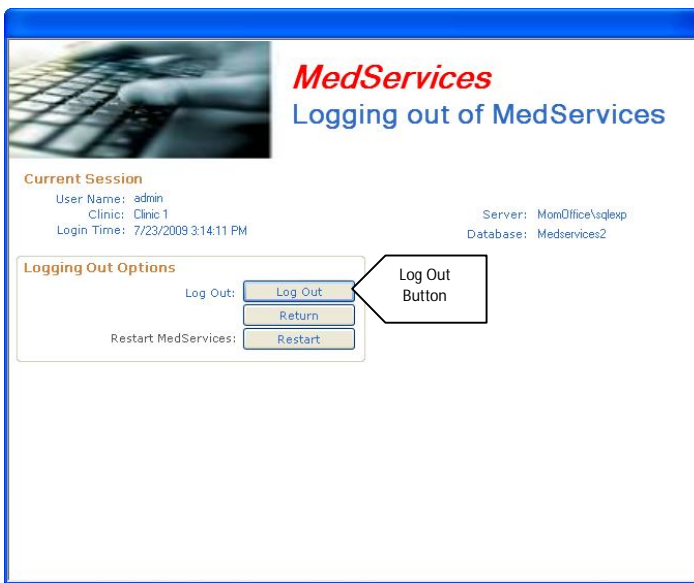 MedServices
Logging out of MedServices
Current Session
User Name: admin
Clinic: Clinic 1
Login Time: 7/23/2009 3:14:11 PM
Server: MomOffice\sqlexp
Database: Medservices2
Logging Out Options
Log Out: Log Out
Return
Restart MedServices: Restart
Log Out
Button